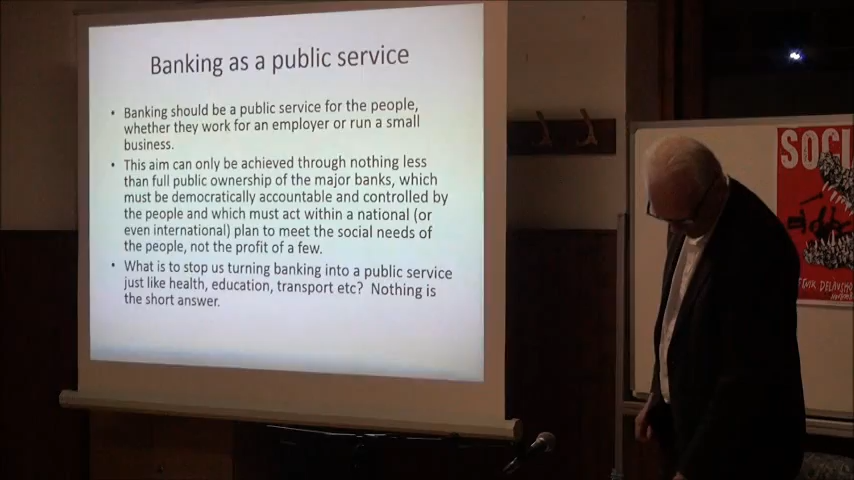 Banking as a public service
• Banking should be a public service for the people,
whether they work for an employer or run a small
business.
• This aim can only be achieved through nothing less
than full public ownership of the major banks, which
must be democratically accountable and controlled by
the people and which must act within a national (or
even international) plan to meet the social needs of
the people, not the profit of a few.
• What is to stop us turning banking into a public service
just like health, education, transport etc? Nothing is
the short answer.
SOCI